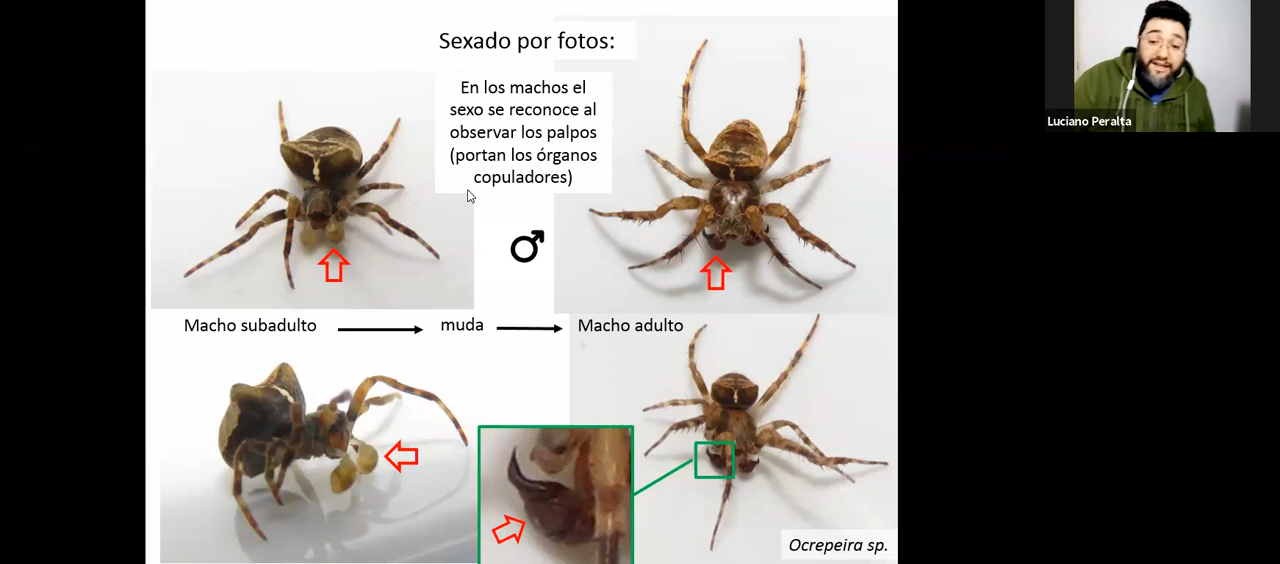 Sexado por fotos:
En los machos el
sexo se reconoce al
observar los palpos
(portan los órganos
copuladores)
Luciano Peralta
Macho subadulto
muda
Macho adulto
Ocrepeira sp.